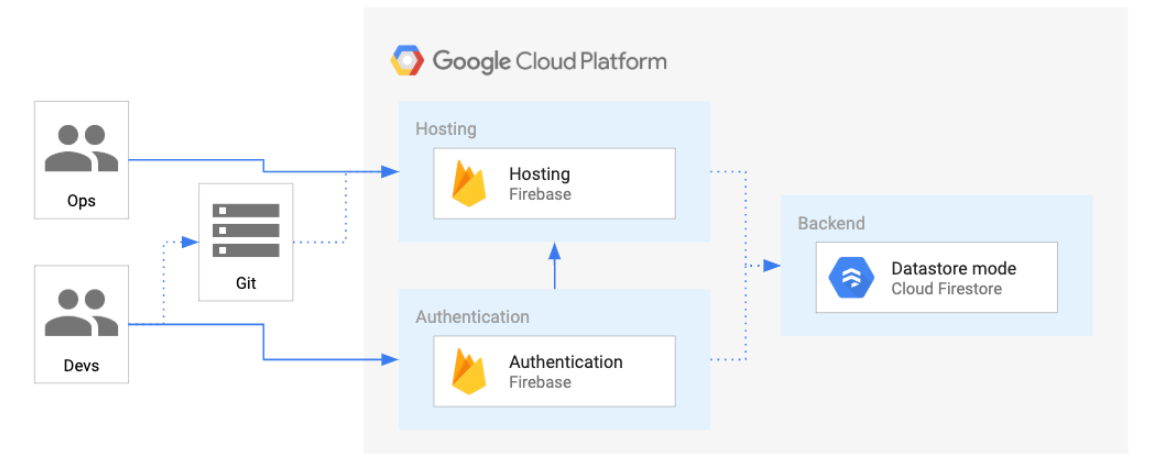 Google Cloud Platform
Hosting
Hosting
Firebase
Ops
Git
Backend
Datastore mode
Cloud Firestore
Authentication
Authentication
Firebase
Devs